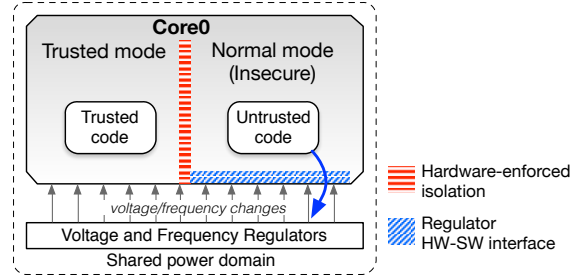 Core0
Trusted mode
Normal mode
(Insecure)
Trusted
code
Untrusted
code
voltage/frequency changes
Voltage and Frequency Regulators
Shared power domain
Hardware-enforced
isolation
Regulator
HW-SW interface